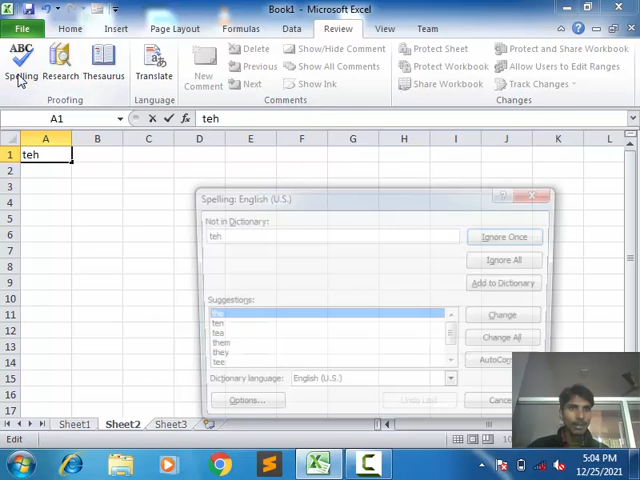 Book1 - Microsoft Excel
File Home Insert Page Layout Formulas Data Review View Team
ABC
Spelling Research Thesaurus Translate New Comment
Delete Previous Next
Show/Hide Comment
Show All Comments
Show Ink
Protect Sheet
Protect Workbook
Share Workbook
Protect and Share Workbook
Allow Users to Edit Ranges
Track Changes
Proofing Language Comments Changes
A1 fx teh
A B C D E F G H I J K L
1 teh
2
3
4
5
6
7
8
9
10
11
12
13
14
15
16
17
Spelling: English (U.S.)
Not in Dictionary:
teh
Ignore Once
Ignore All
Add to Dictionary
Suggestions:
the
ten
tea
them
they
tee
Change
Change All
Dictionary language: English (U.S.)
Options... Undo Last
Sheet1 Sheet2 Sheet3
Edit
5:04 PM
12/25/2021